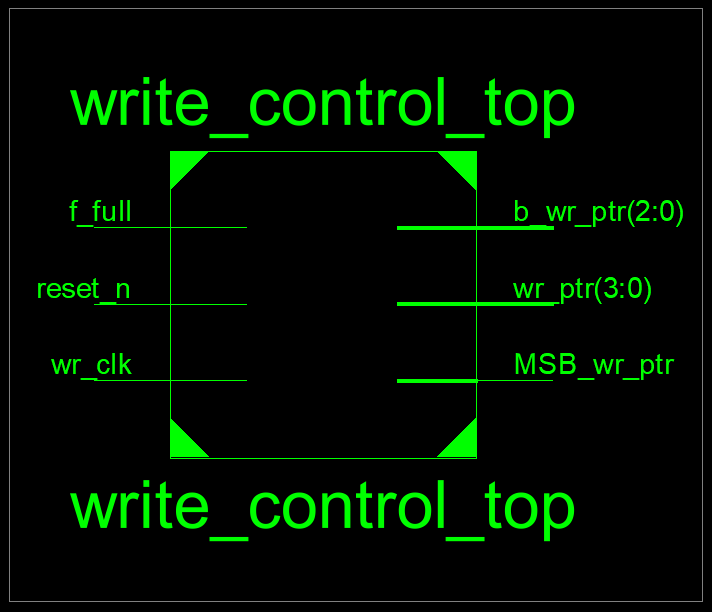 write_control_top
f_full
b_wr_ptr(2:0)
reset_n
wr_ptr(3:0)
wr_clk
MSB_wr_ptr
write_control_top